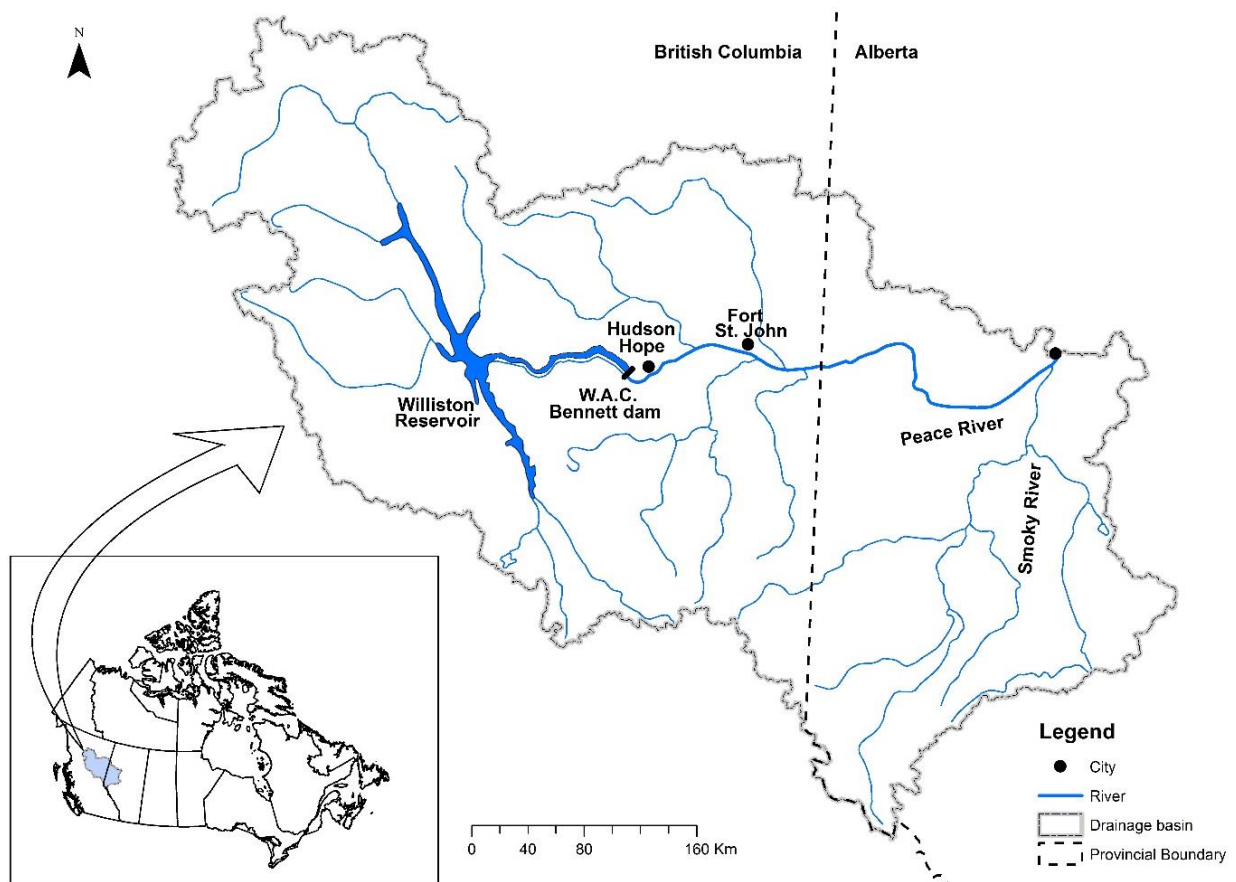 N
British Columbia
Alberta
Fort
St. John
Hudson
Hope
W.A.C.
Bennett dam
Williston
Reservoir
Peace River
Smoky River
Legend
City
River
Drainage basin
Provincial Boundary
0 40 80 160 Km